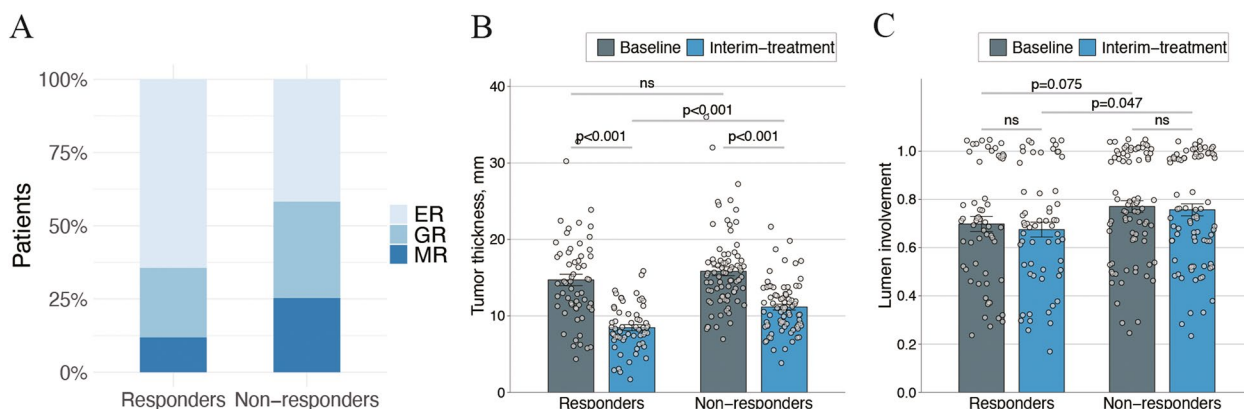 A
Patients
100%
75%
50%
25%
0%
ER
GR
MR
Responders Non-responders
B
Baseline Interim-treatment
Tumor thickness, mm
40
30
20
10
0
ns
p<0.001
p<0.001 p<0.001
Responders Non-responders
C
Baseline Interim-treatment
Lumen involvement
1.0
0.8
0.6
0.4
0.2
0.0
p=0.075
p=0.047
ns ns
Responders Non-responders